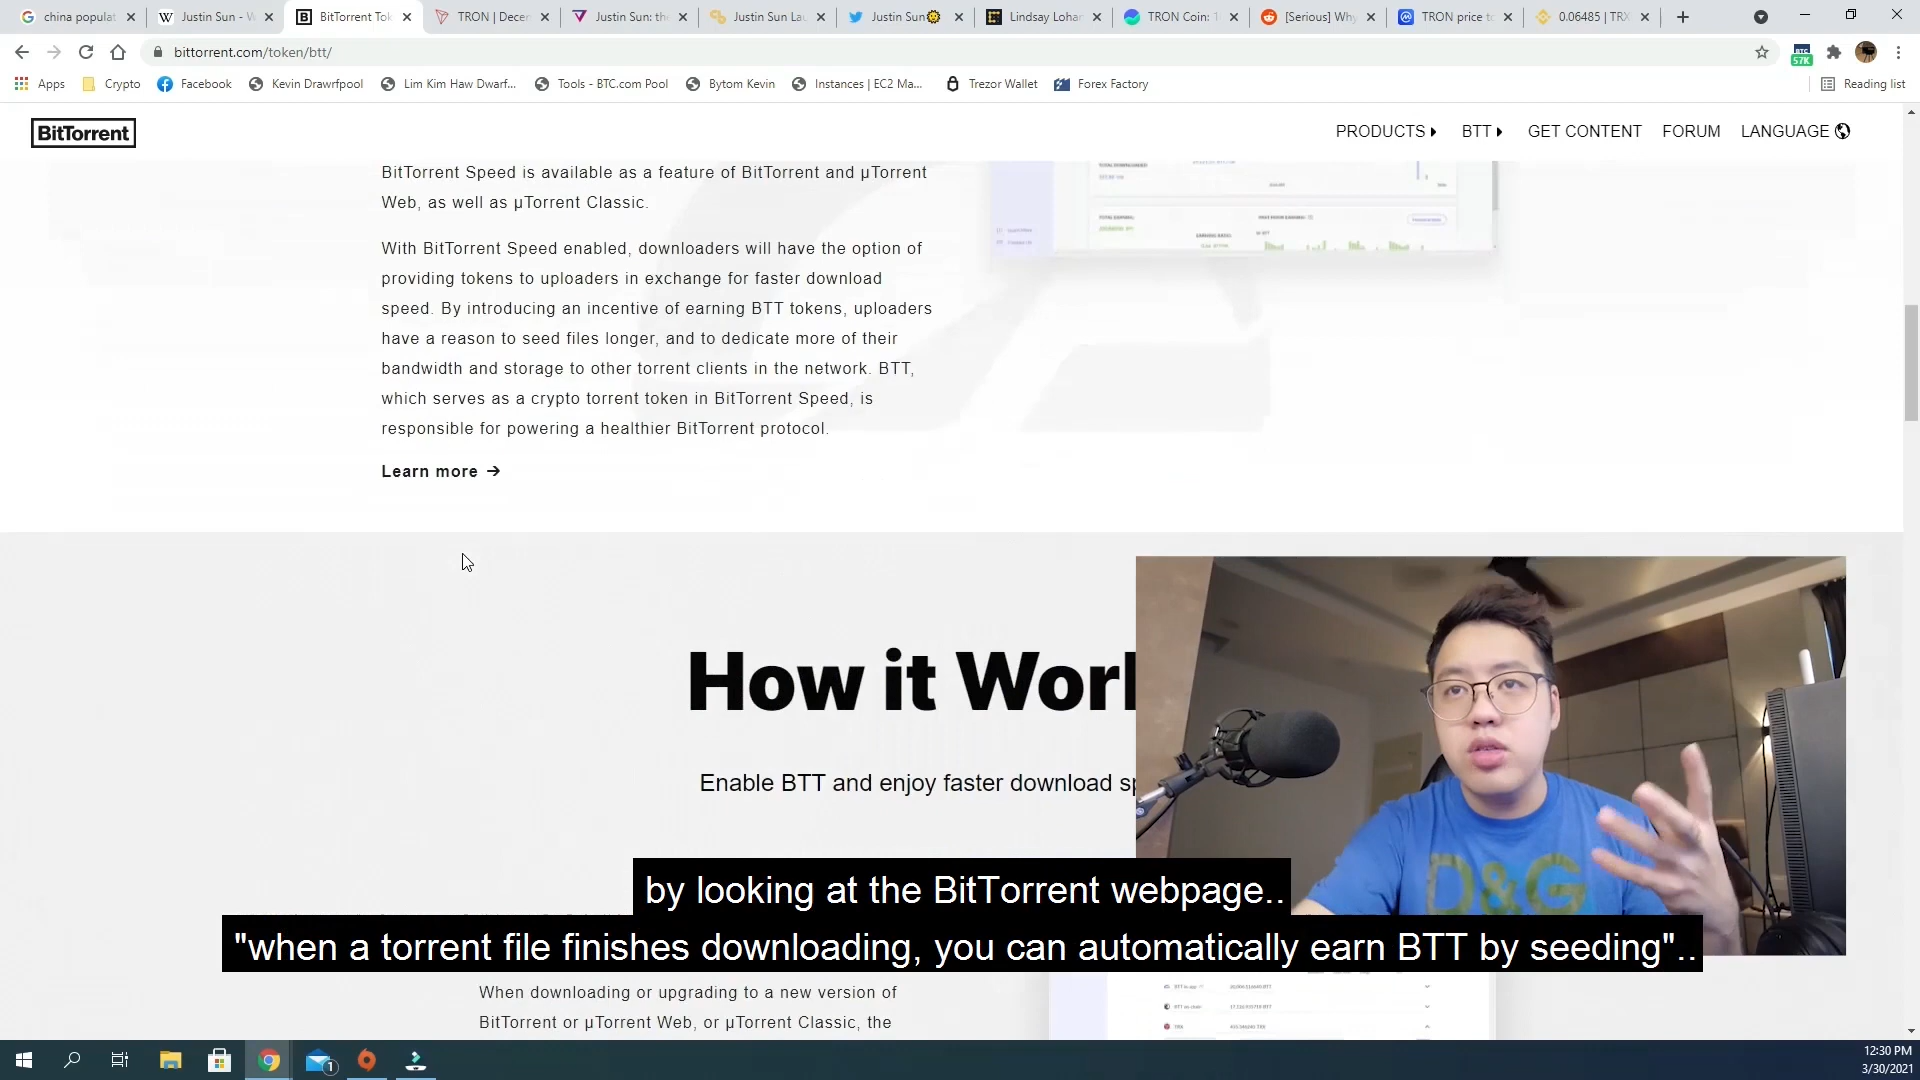 china populat
Justin Sun - W
BitTorrent Tok
TRON | Decen
Justin Sun: the
Justin Sun Lau
Justin Sun🌞
Lindsay Lohan
TRON Coin: T
[Serious] Why
TRON price to
0.06485 | TRX
bittorrent.com/token/btt/
BTC
57K
Apps
Crypto
Facebook
Kevin Drawrfpool
Lim Kim Haw Dwarf...
Tools - BTC.com Pool
Bytom Kevin
Instances | EC2 Ma...
Trezor Wallet
Forex Factory
Reading list
BitTorrent
PRODUCTS
BTT
GET CONTENT
FORUM
LANGUAGE
BitTorrent Speed is available as a feature of BitTorrent and µTorrent
Web, as well as µTorrent Classic.
With BitTorrent Speed enabled, downloaders will have the option of
providing tokens to uploaders in exchange for faster download
speed. By introducing an incentive of earning BTT tokens, uploaders
have a reason to seed files longer, and to dedicate more of their
bandwidth and storage to other torrent clients in the network. BTT,
which serves as a crypto torrent token in BitTorrent Speed, is
responsible for powering a healthier BitTorrent protocol.
Learn more →
How it Work
Enable BTT and enjoy faster download sp
D&G
by looking at the BitTorrent webpage..
"when a torrent file finishes downloading, you can automatically earn BTT by seeding"..
When downloading or upgrading to a new version of
BitTorrent or µTorrent Web, or µTorrent Classic, the
1
12:30 PM
3/30/2021